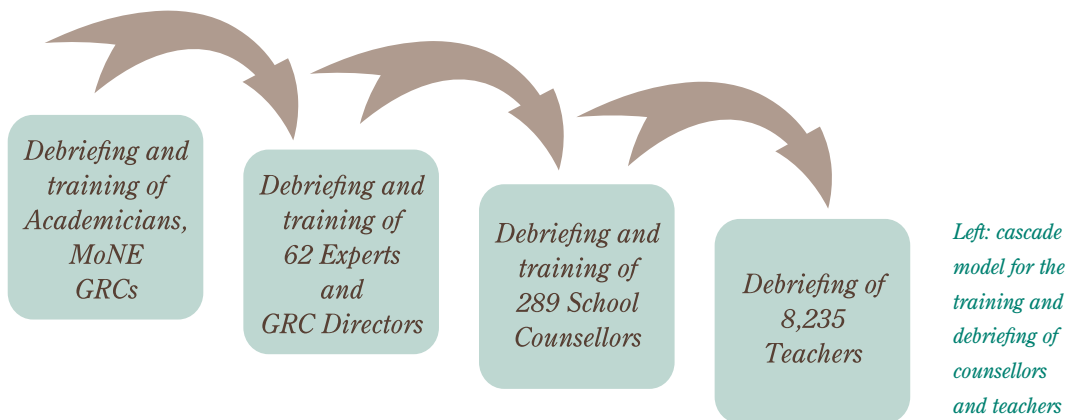 Debriefing and
training of
Academicians,
MoNE
GRCs
Debriefing and
training of
62 Experts
and
GRC Directors
Debriefing and
training of
289 School
Counsellors
Debriefing of
8,235
Teachers
Left: cascade
model for the
training and
debriefing of
counsellors
and teachers